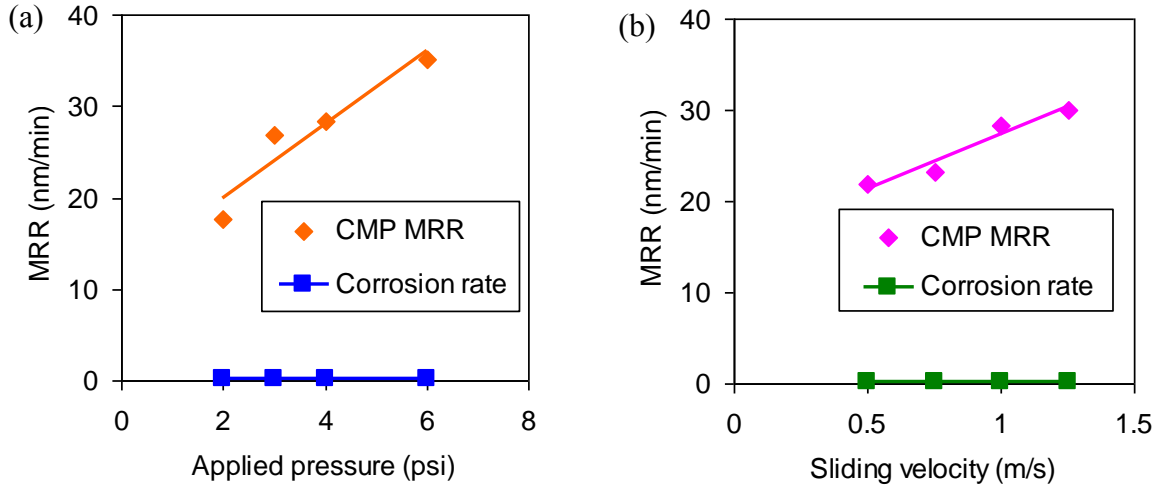 (a)
40
30
20
10
0
MRR (nm/min)
CMP MRR
Corrosion rate
0 2 4 6 8
Applied pressure (psi)
(b)
40
30
20
10
0
MRR (nm/min)
CMP MRR
Corrosion rate
0 0.5 1 1.5
Sliding velocity (m/s)